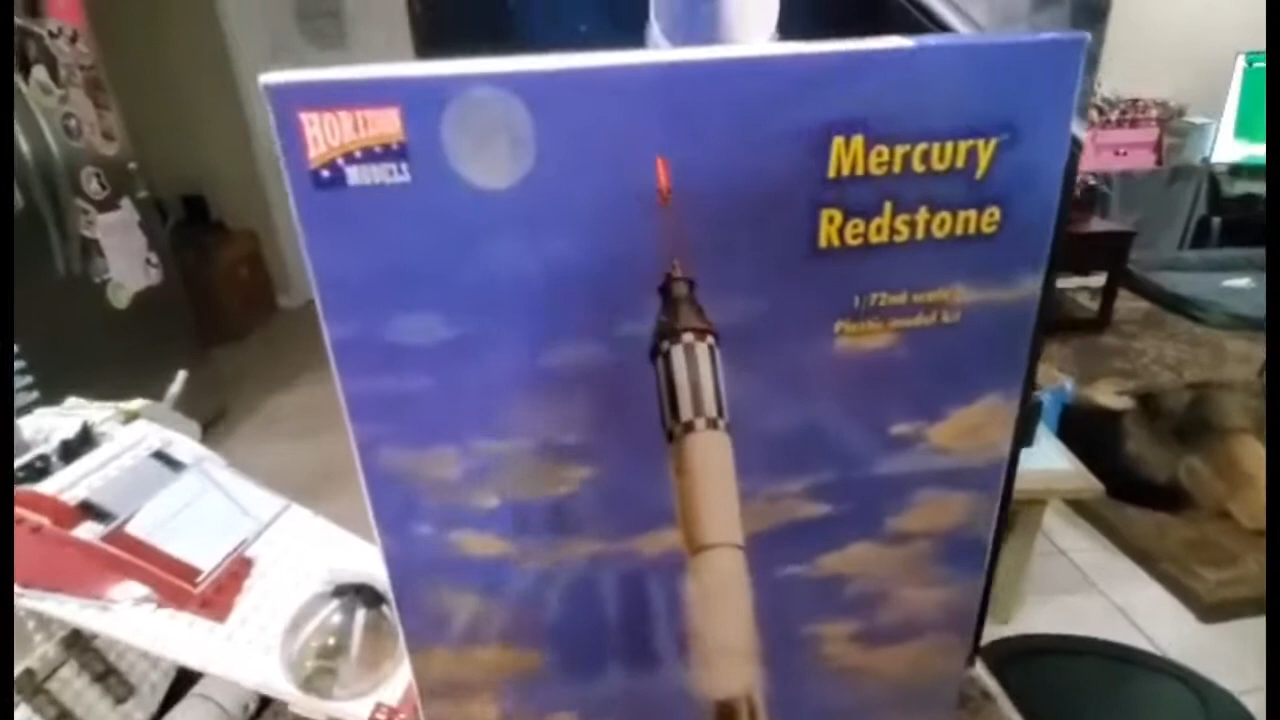 HORIZON
MODELS
Mercury
Redstone
1/72nd scale
Plastic model kit